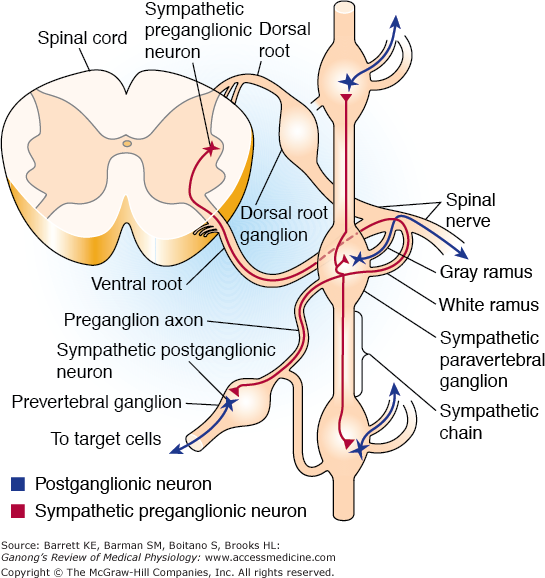 Spinal cord
Sympathetic
preganglionic
neuron
Dorsal
root
Dorsal root
ganglion
Spinal
nerve
Ventral root
Gray ramus
White ramus
Preganglion axon
Sympathetic postganglionic
neuron
Sympathetic
paravertebral
ganglion
Prevertebral ganglion
Sympathetic
chain
To target cells
Postganglionic neuron
Sympathetic preganglionic neuron
Source: Barrett KE, Barman SM, Boitano S, Brooks HL:
Ganong's Review of Medical Physiology: www.accessmedicine.com
Copyright © The McGraw-Hill Companies, Inc. All rights reserved.